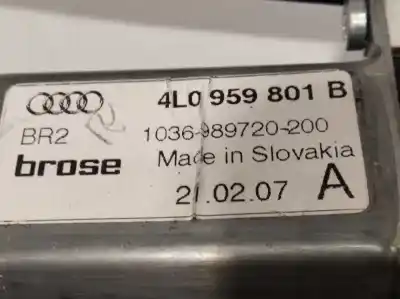 4L0 959 801 B
BR2 1036-989720-200
brose Made in Slovakia
21.02.07 A